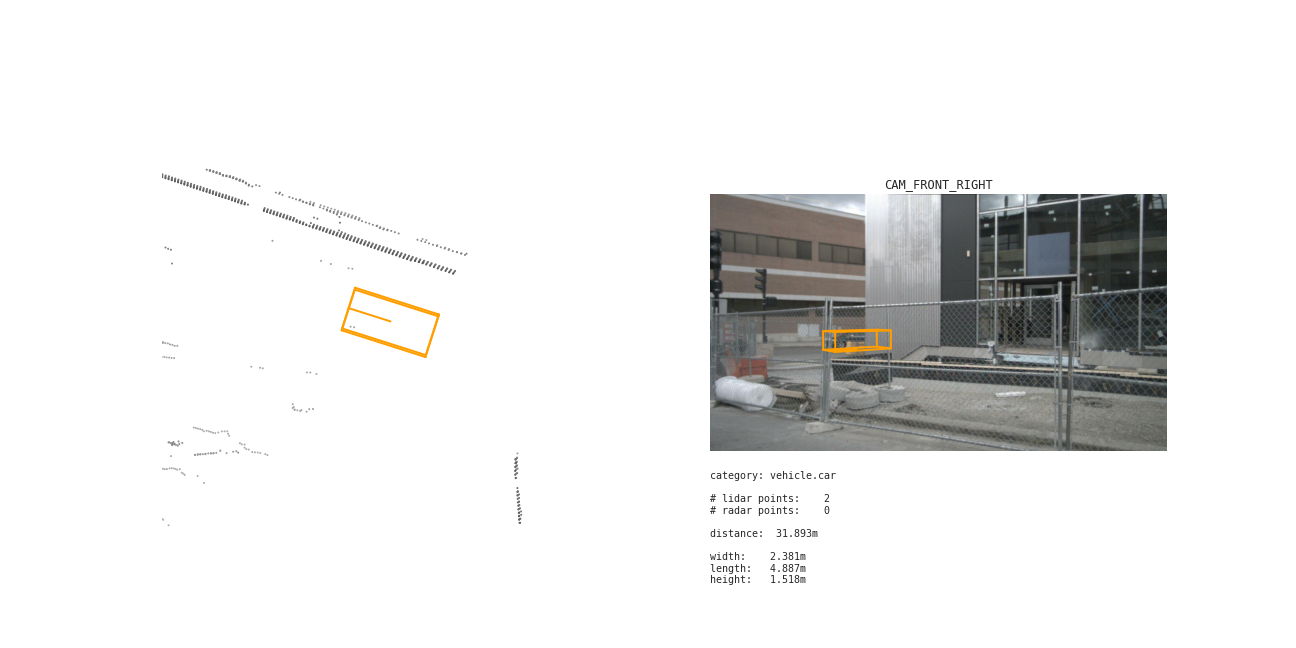 CAM_FRONT_RIGHT
category: vehicle.car
# lidar points:    2
# radar points:    0
distance:  31.893m
width:    2.381m
length:   4.887m
height:   1.518m